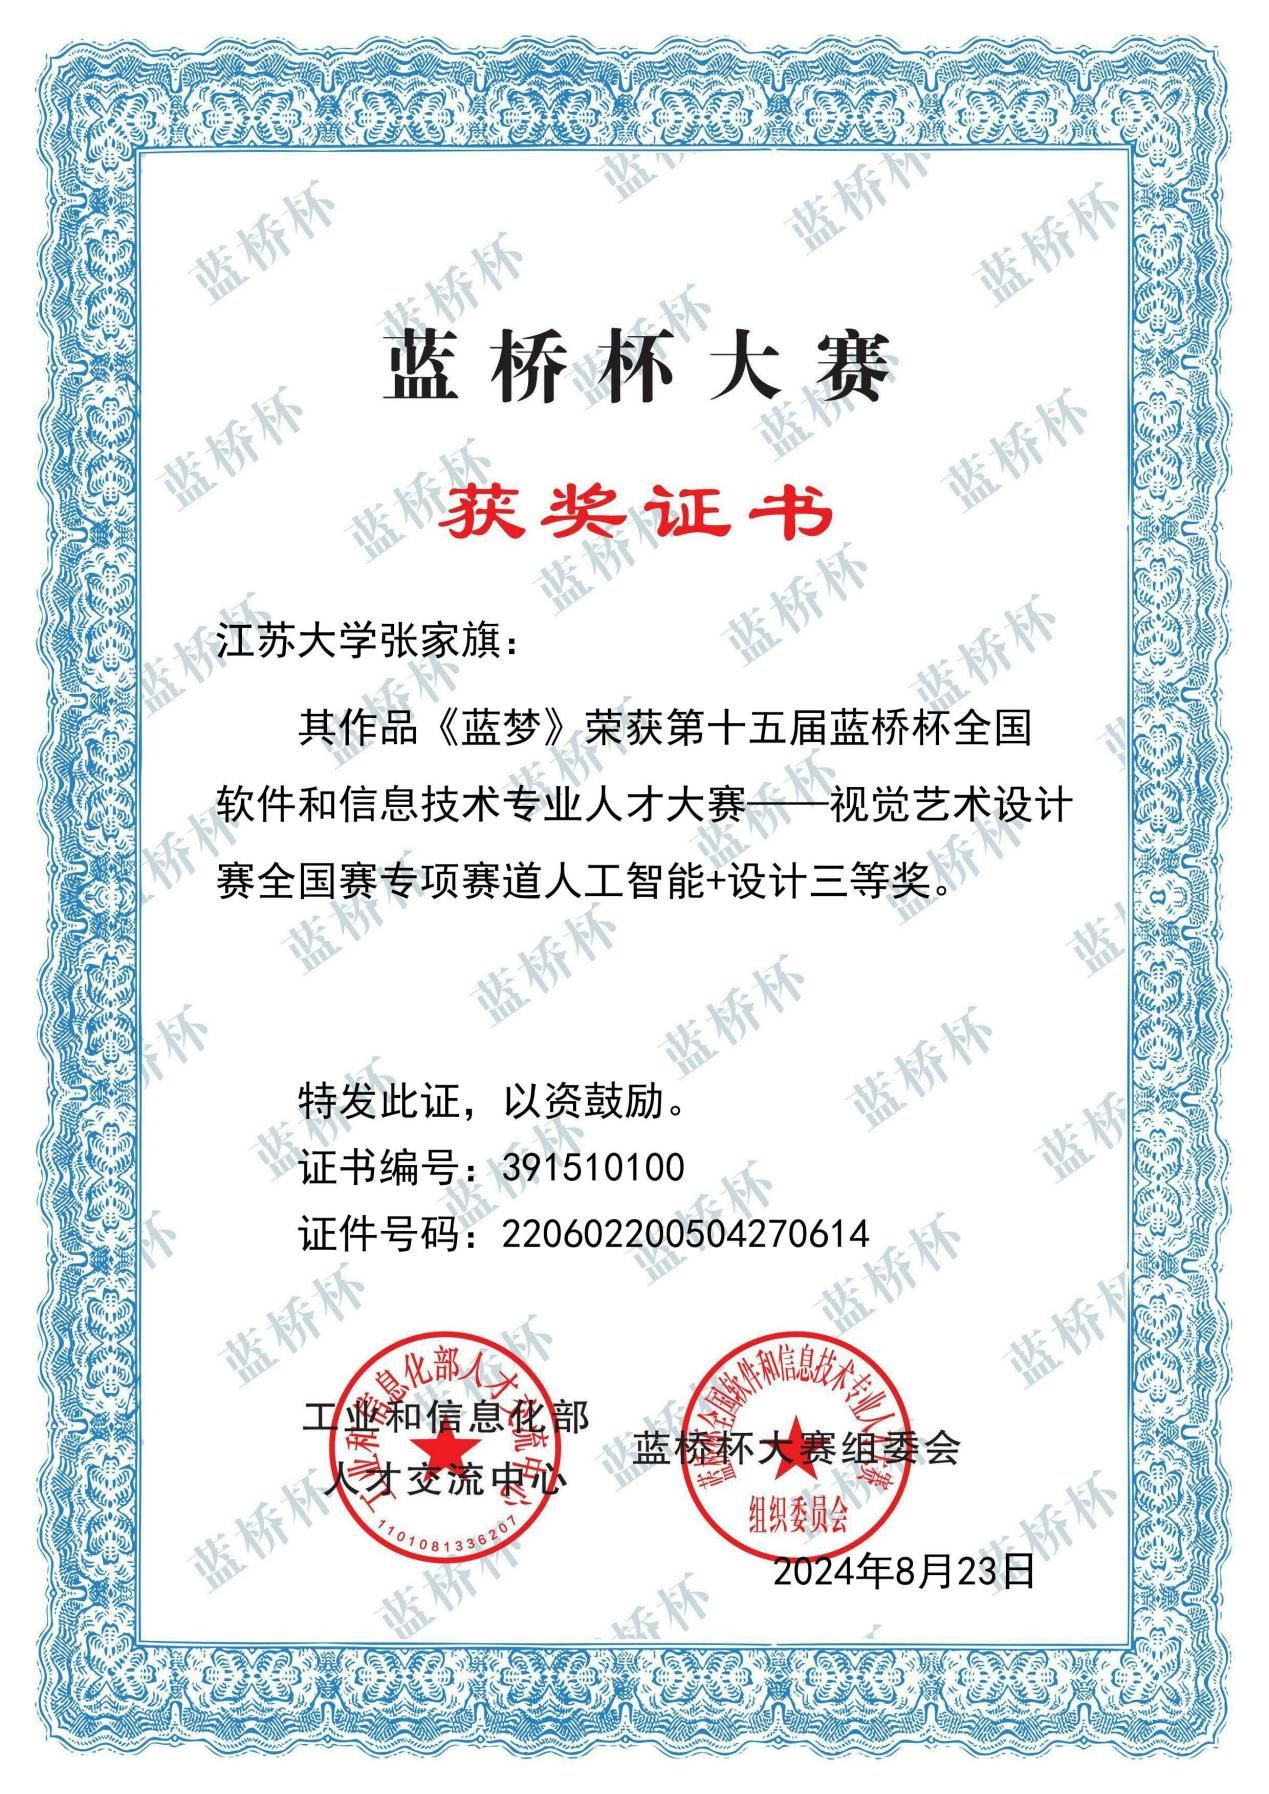 蓝桥杯大赛
获奖证书
江苏大学张家旗：
其作品《蓝梦》荣获第十五届蓝桥杯全国
软件和信息技术专业人才大赛——视觉艺术设计
赛全国赛专项赛道人工智能+设计三等奖。
特发此证，以资鼓励。
证书编号：391510100
证件号码：220602200504270614
工业和信息化部
人才交流中心
工业和信息化部人才交流中心
1101081336207
蓝桥杯大赛组委会
蓝桥杯全国软件和信息技术专业人才大赛
组织委员会
2024年8月23日
蓝桥杯